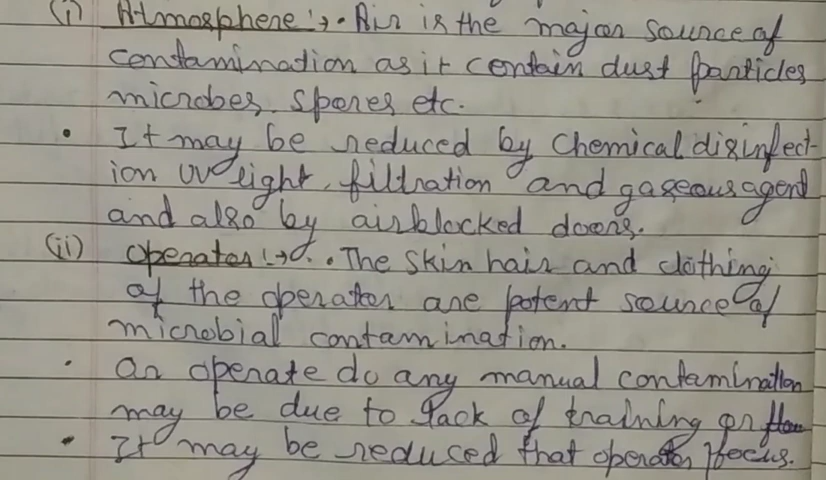 (i) Atmosphere :→ • Air is the major source of
contamination as it contain dust particles
microbes, spores etc.
• It may be reduced by chemical disinfect-
ion UV light, filtration and gaseous agent
and also by airblocked doors.
(ii) operator :→ • The skin hair and clothing
of the operator are potent source of
microbial contamination.
• an operate do any manual contamination
may be due to lack of training or
• It may be reduced that operator focus.